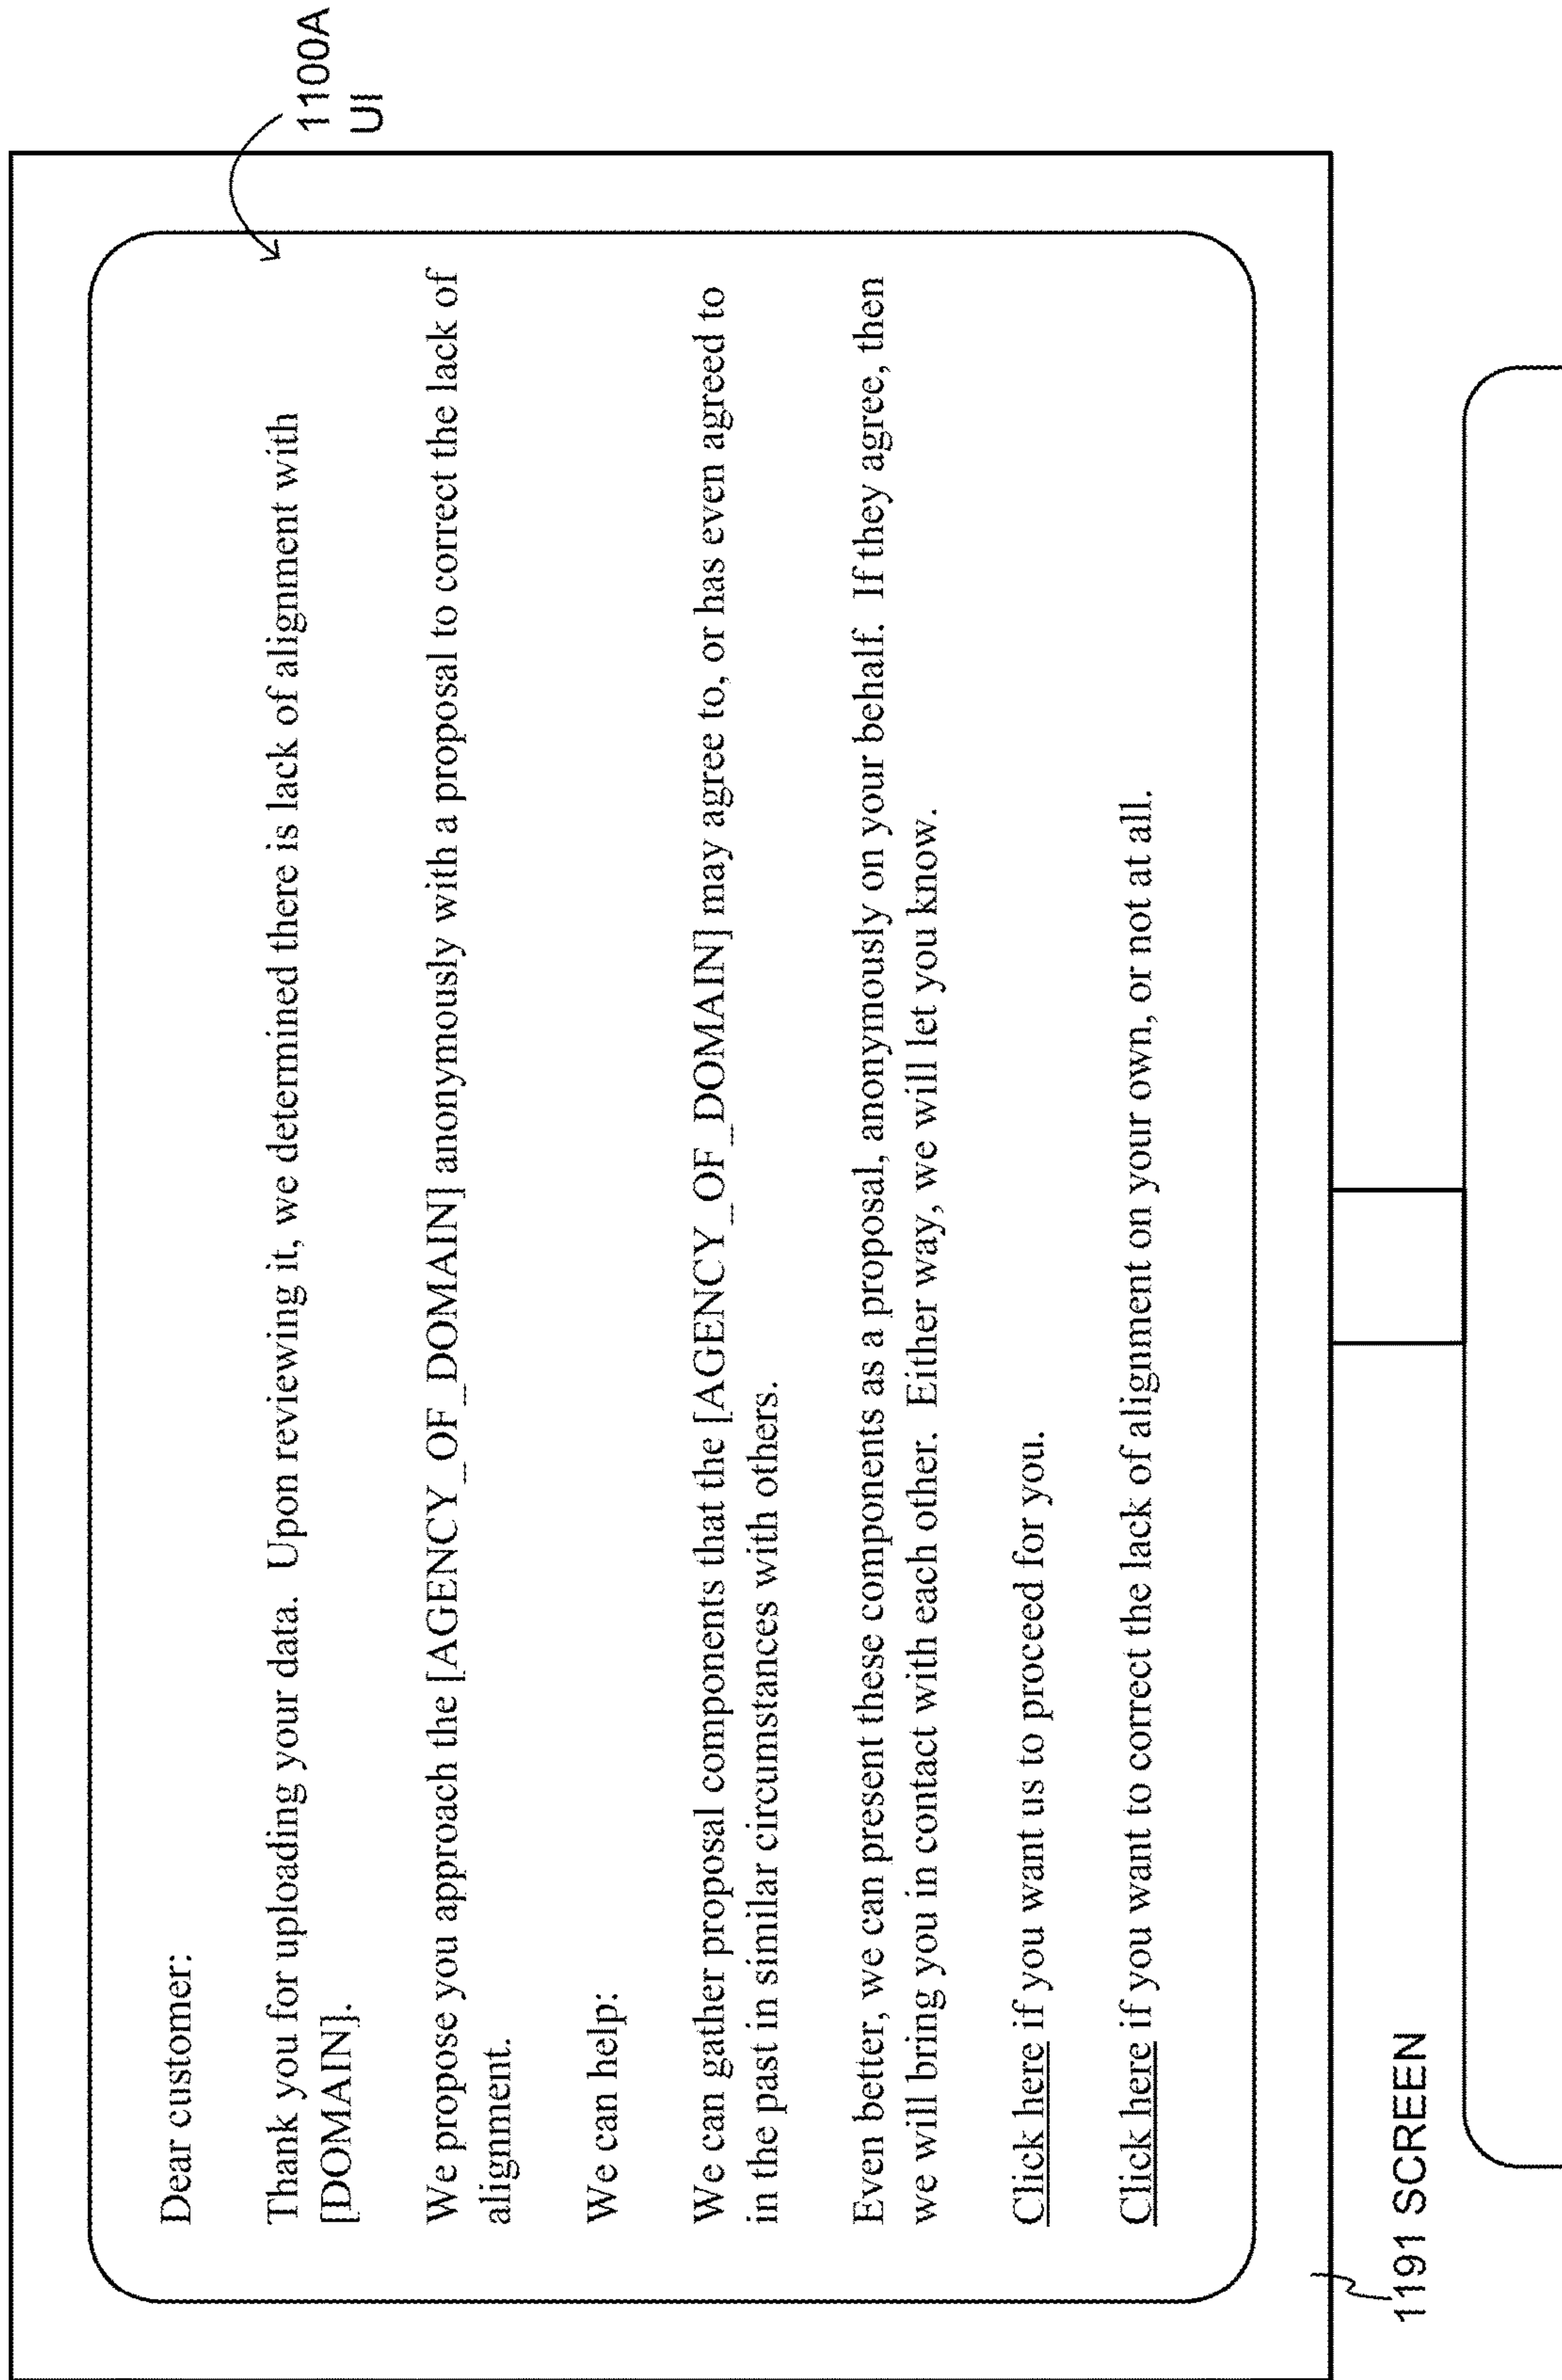 1100A
UI
Dear customer:
Thank you for uploading your data. Upon reviewing it, we determined there is lack of alignment with
[DOMAIN].
We propose you approach the [AGENCY_OF_DOMAIN] anonymously with a proposal to correct the lack of
alignment.
We can help:
We can gather proposal components that the [AGENCY_OF_DOMAIN] may agree to, or has even agreed to
in the past in similar circumstances with others.
Even better, we can present these components as a proposal, anonymously on your behalf. If they agree, then
we will bring you in contact with each other. Either way, we will let you know.
Click here if you want us to proceed for you.
Click here if you want to correct the lack of alignment on your own, or not at all.
1191 SCREEN